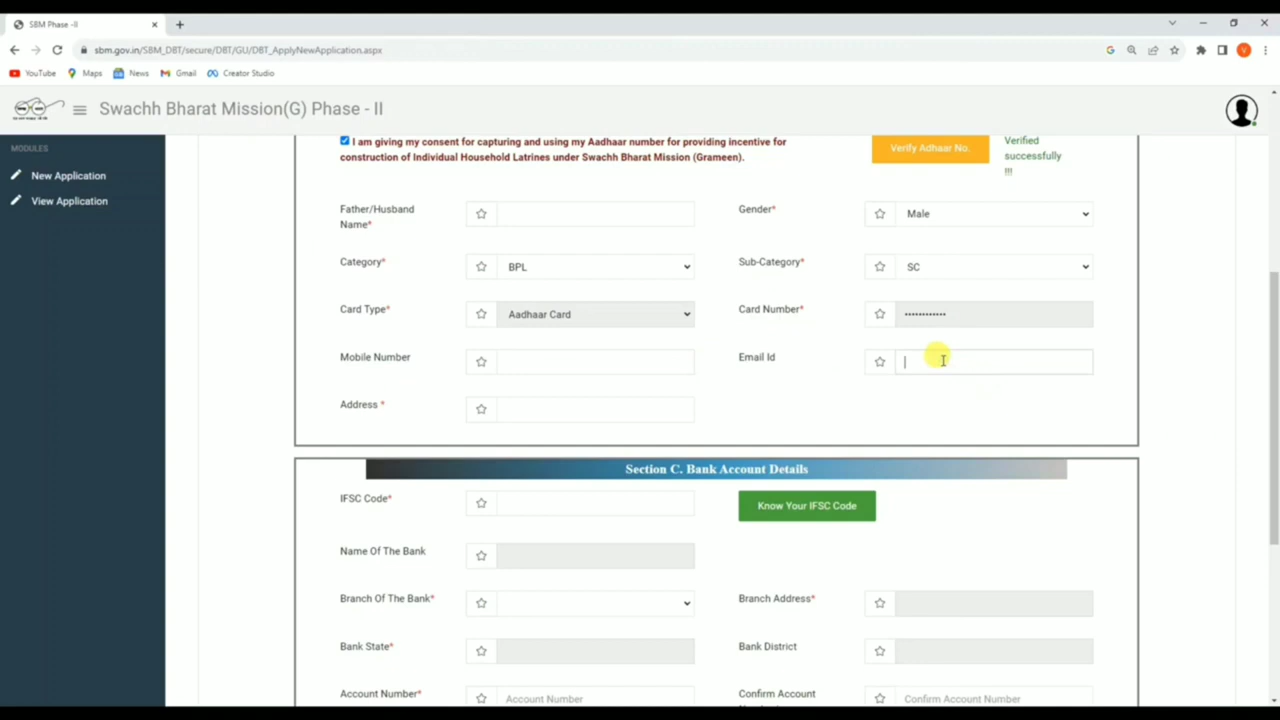 SBM Phase -II
sbm.gov.in/SBM_DBT/secure/DBT/GU/DBT_ApplyNewApplication.aspx
YouTube Maps News Gmail Creator Studio
Swachh Bharat Mission(G) Phase - II
MODULES
New Application
View Application
I am giving my consent for capturing and using my Aadhaar number for providing incentive for
construction of Individual Household Latrines under Swachh Bharat Mission (Grameen).
Verify Adhaar No.
Verified
successfully
!!!
Father/Husband
Name*
Gender* Male
Category* BPL
Sub-Category* SC
Card Type* Aadhaar Card
Card Number* ••••••••••••
Mobile Number
Email Id
Address *
Section C. Bank Account Details
IFSC Code*
Know Your IFSC Code
Name Of The Bank
Branch Of The Bank*
Branch Address*
Bank State*
Bank District
Account Number* Account Number
Confirm Account
Confirm Account Number